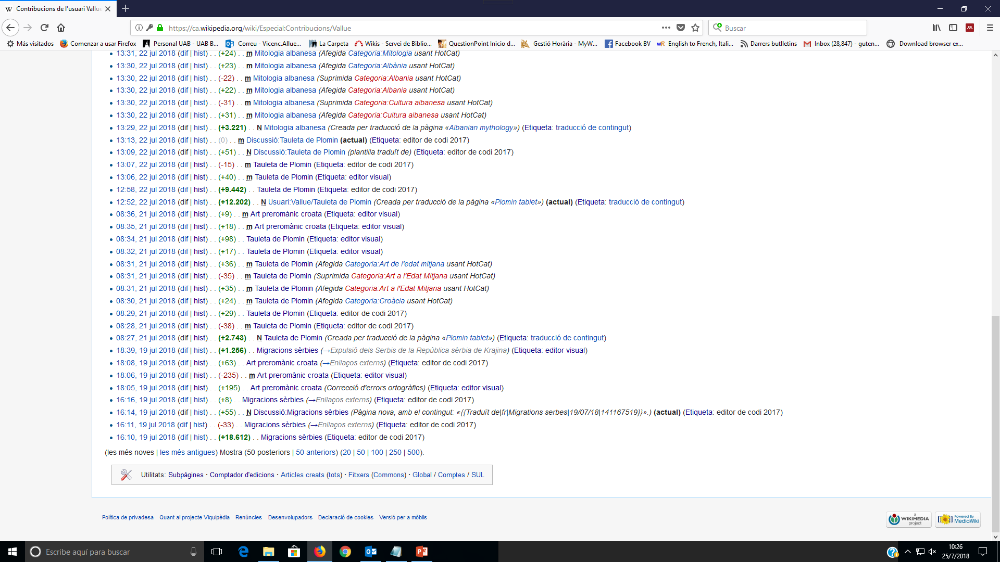 Contribucions de l'usuari Vallue
https://ca.wikipedia.org/wiki/Especial:Contribucions/Vallue
Buscar
Más visitados Comenzar a usar Firefox Personal UAB - UAB B... Correu - Vicenc.Allue... La Carpeta Wikis - Servei de Biblio... QuestionPoint Inicio d... Gestió Horària - MyW... Facebook BV English to French, Itali... Darrers butlletins Inbox (28,847) - guten... Download browser ex...
13:31, 22 jul 2018 (dif | hist) . . (+24) . . m Mitologia albanesa (Afegida Categoria:Mitologia usant HotCat)
13:30, 22 jul 2018 (dif | hist) . . (+23) . . m Mitologia albanesa (Afegida Categoria:Albània usant HotCat)
13:30, 22 jul 2018 (dif | hist) . . (-22) . . m Mitologia albanesa (Suprimida Categoria:Albania usant HotCat)
13:30, 22 jul 2018 (dif | hist) . . (+22) . . m Mitologia albanesa (Afegida Categoria:Albania usant HotCat)
13:30, 22 jul 2018 (dif | hist) . . (-31) . . m Mitologia albanesa (Suprimida Categoria:Cultura albanesa usant HotCat)
13:30, 22 jul 2018 (dif | hist) . . (+31) . . m Mitologia albanesa (Afegida Categoria:Cultura albanesa usant HotCat)
13:29, 22 jul 2018 (dif | hist) . . (+3.221) . . N Mitologia albanesa (Creada per traducció de la pàgina «Albanian mythology») (Etiqueta: traducció de contingut)
13:13, 22 jul 2018 (dif | hist) . . (0) . . m Discussió:Tauleta de Plomin (actual) (Etiqueta: editor de codi 2017)
13:09, 22 jul 2018 (dif | hist) . . (+51) . . N Discussió:Tauleta de Plomin (plantilla traduït de) (Etiqueta: editor de codi 2017)
13:07, 22 jul 2018 (dif | hist) . . (-15) . . m Tauleta de Plomin (Etiqueta: editor de codi 2017)
13:06, 22 jul 2018 (dif | hist) . . (+40) . . m Tauleta de Plomin (Etiqueta: editor visual)
12:58, 22 jul 2018 (dif | hist) . . (+9.442) . . Tauleta de Plomin (Etiqueta: editor de codi 2017)
12:52, 22 jul 2018 (dif | hist) . . (+12.202) . . N Usuari:Vallue/Tauleta de Plomin (Creada per traducció de la pàgina «Plomin tablet») (actual) (Etiqueta: traducció de contingut)
08:36, 21 jul 2018 (dif | hist) . . (+9) . . m Art preromànic croata (Etiqueta: editor visual)
08:35, 21 jul 2018 (dif | hist) . . (+18) . . m Art preromànic croata (Etiqueta: editor visual)
08:34, 21 jul 2018 (dif | hist) . . (+98) . . Tauleta de Plomin (Etiqueta: editor visual)
08:32, 21 jul 2018 (dif | hist) . . (+17) . . Tauleta de Plomin (Etiqueta: editor visual)
08:31, 21 jul 2018 (dif | hist) . . (+36) . . m Tauleta de Plomin (Afegida Categoria:Art de l'edat mitjana usant HotCat)
08:31, 21 jul 2018 (dif | hist) . . (-35) . . m Tauleta de Plomin (Suprimida Categoria:Art a l'Edat Mitjana usant HotCat)
08:31, 21 jul 2018 (dif | hist) . . (+35) . . m Tauleta de Plomin (Afegida Categoria:Art a l'Edat Mitjana usant HotCat)
08:30, 21 jul 2018 (dif | hist) . . (+24) . . m Tauleta de Plomin (Afegida Categoria:Croàcia usant HotCat)
08:29, 21 jul 2018 (dif | hist) . . (+29) . . Tauleta de Plomin (Etiqueta: editor de codi 2017)
08:28, 21 jul 2018 (dif | hist) . . (-38) . . m Tauleta de Plomin (Etiqueta: editor de codi 2017)
08:27, 21 jul 2018 (dif | hist) . . (+2.743) . . N Tauleta de Plomin (Creada per traducció de la pàgina «Plomin tablet») (Etiqueta: traducció de contingut)
18:39, 19 jul 2018 (dif | hist) . . (+1.256) . . Migracions sèrbies (→Expulsió dels Serbis de la República sèrbia de Krajina) (Etiqueta: editor visual)
18:08, 19 jul 2018 (dif | hist) . . (+63) . . Art preromànic croata (→Enllaços externs) (Etiqueta: editor de codi 2017)
18:06, 19 jul 2018 (dif | hist) . . (-235) . . m Art preromànic croata (Etiqueta: editor visual)
18:05, 19 jul 2018 (dif | hist) . . (+195) . . Art preromànic croata (Correcció d'errors ortogràfics) (Etiqueta: editor visual)
16:16, 19 jul 2018 (dif | hist) . . (+8) . . Migracions sèrbies (→Enllaços externs) (Etiqueta: editor de codi 2017)
16:14, 19 jul 2018 (dif | hist) . . (+55) . . N Discussió:Migracions sèrbies (Pàgina nova, amb el contingut: «{{Traduït de|fr|Migrations serbes|19/07/18|141167519}}».) (actual) (Etiqueta: editor de codi 2017)
16:11, 19 jul 2018 (dif | hist) . . (-33) . . Migracions sèrbies (→Enllaços externs) (Etiqueta: editor de codi 2017)
16:10, 19 jul 2018 (dif | hist) . . (+18.612) . . Migracions sèrbies (Etiqueta: editor de codi 2017)
(les més noves | les més antigues) Mostra (50 posteriors | 50 anteriors) (20 | 50 | 100 | 250 | 500).
Utilitats: Subpàgines · Comptador d'edicions · Articles creats (tots) · Fitxers (Commons) · Global / Comptes / SUL
Política de privadesa Quant al projecte Viquipèdia Renúncies Desenvolupadors Declaració de cookies Versió per a mòbils
a WIKIMEDIA project
Powered By MediaWiki
Escribe aquí para buscar
10:26
25/7/2018